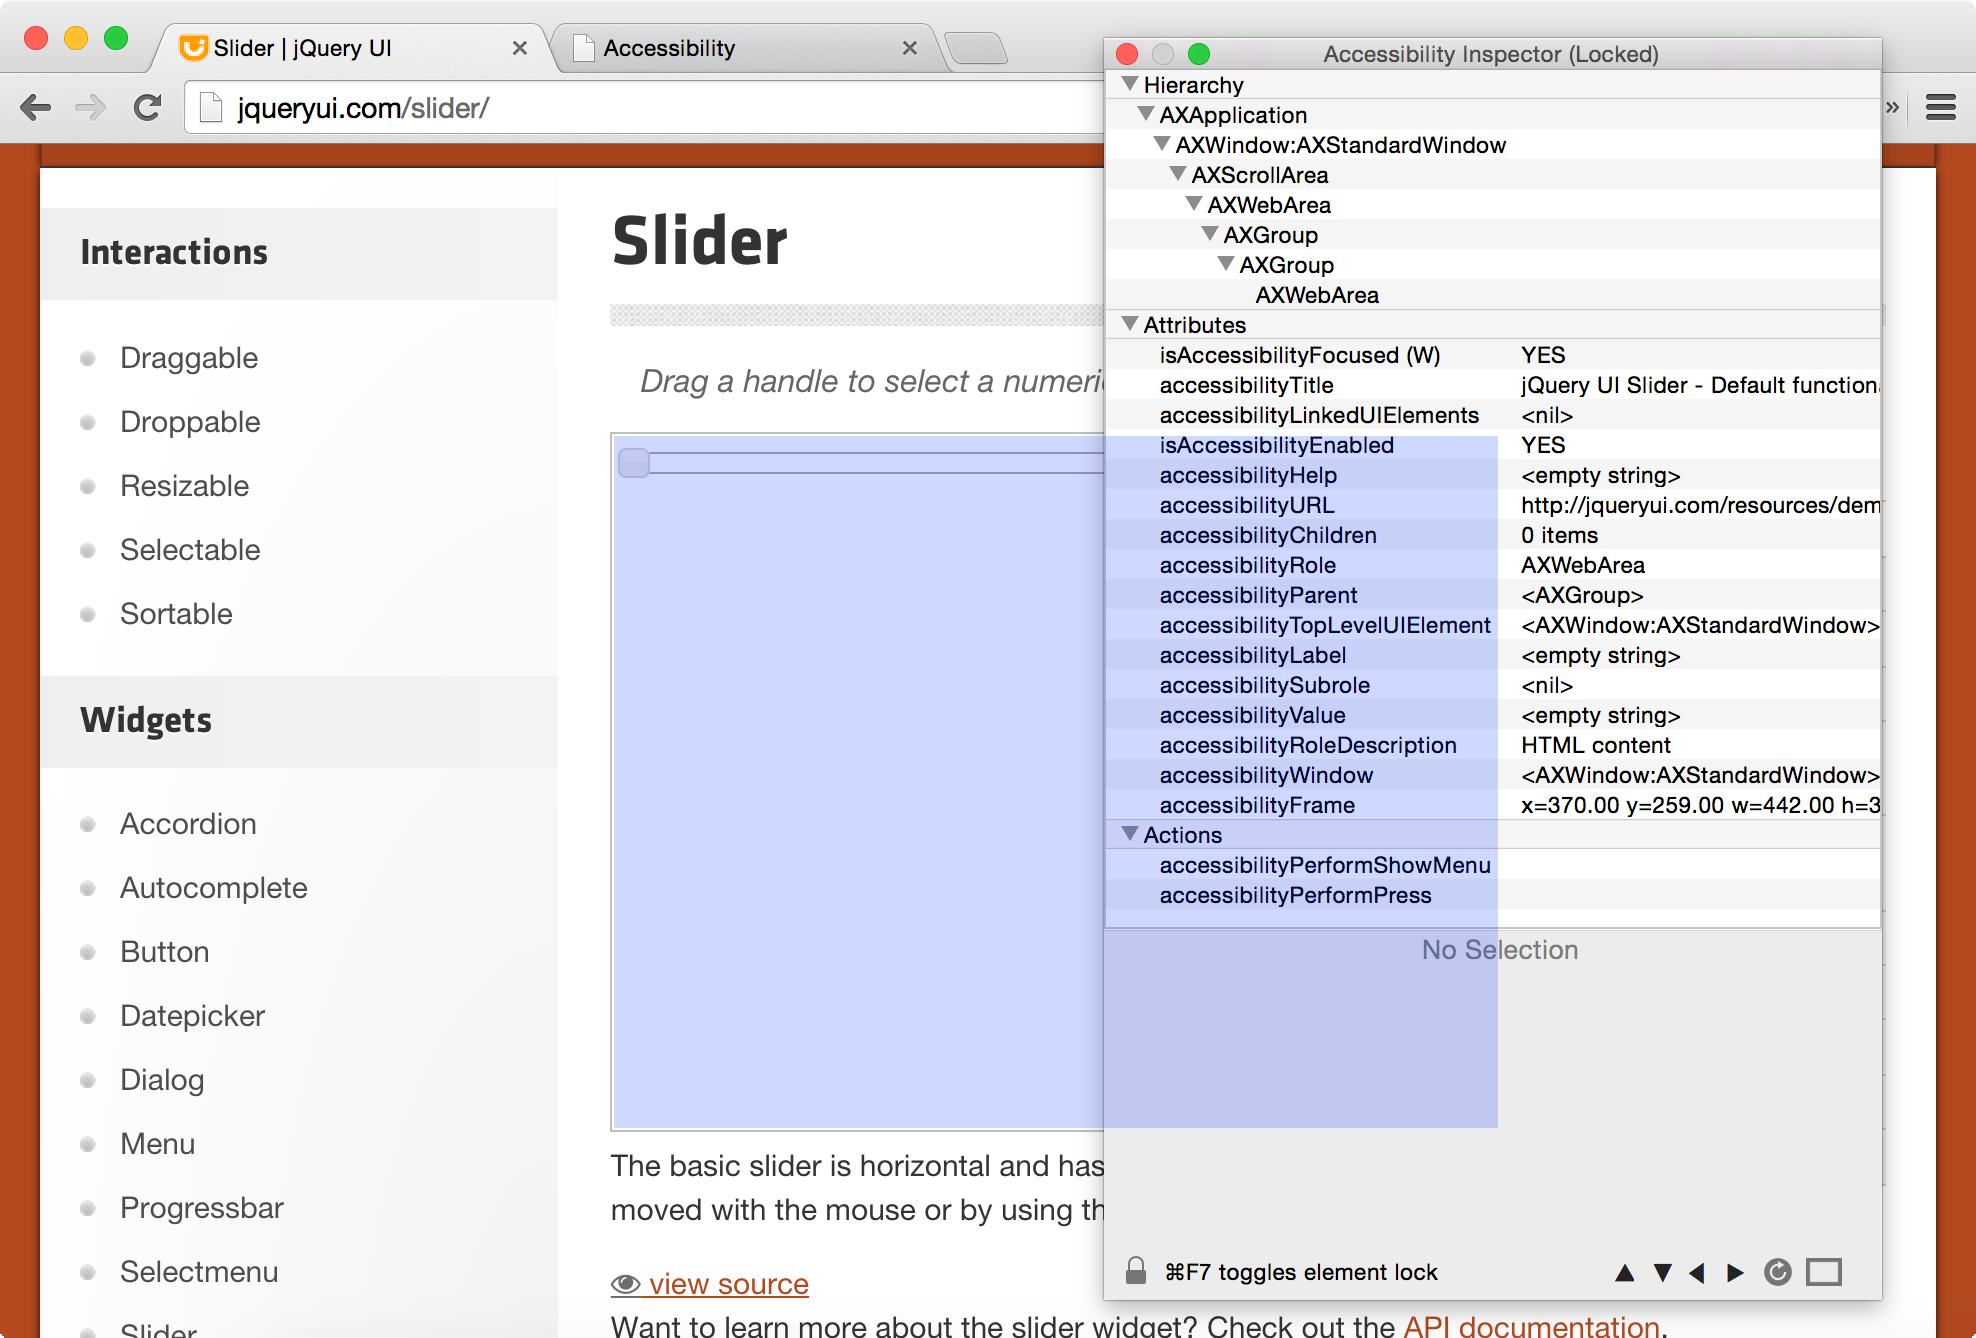 Slider | jQuery UI
Accessibility
jqueryui.com/slider/
»
Interactions
Draggable
Droppable
Resizable
Selectable
Sortable
Widgets
Accordion
Autocomplete
Button
Datepicker
Dialog
Menu
Progressbar
Selectmenu
Slider
Slider
Drag a handle to select a numeric
The basic slider is horizontal and has
moved with the mouse or by using th
view source
Want to learn more about the slider widget? Check out the API documentation.
Accessibility Inspector (Locked)
Hierarchy
AXApplication
AXWindow:AXStandardWindow
AXScrollArea
AXWebArea
AXGroup
AXGroup
AXWebArea
Attributes
isAccessibilityFocused (W) YES
accessibilityTitle jQuery UI Slider - Default functiona
accessibilityLinkedUIElements <nil>
isAccessibilityEnabled YES
accessibilityHelp <empty string>
accessibilityURL http://jqueryui.com/resources/dem
accessibilityChildren 0 items
accessibilityRole AXWebArea
accessibilityParent <AXGroup>
accessibilityTopLevelUIElement <AXWindow:AXStandardWindow>
accessibilityLabel <empty string>
accessibilitySubrole <nil>
accessibilityValue <empty string>
accessibilityRoleDescription HTML content
accessibilityWindow <AXWindow:AXStandardWindow>
accessibilityFrame x=370.00 y=259.00 w=442.00 h=3
Actions
accessibilityPerformShowMenu
accessibilityPerformPress
No Selection
⌘F7 toggles element lock